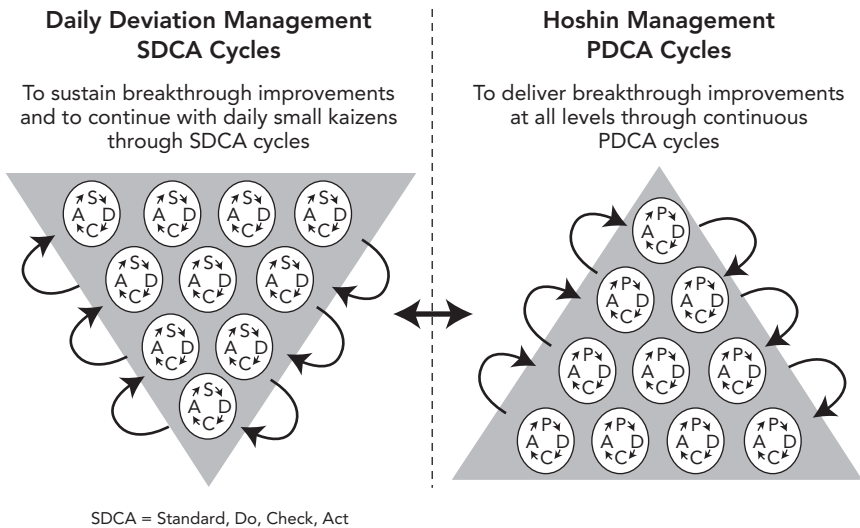 Daily Deviation Management
SDCA Cycles
To sustain breakthrough improvements
and to continue with daily small kaizens
through SDCA cycles
S
A D
C
S
A D
C
S
A D
C
S
A D
C
S
A D
C
S
A D
C
S
A D
C
S
A D
C
S
A D
C
S
A D
C
SDCA = Standard, Do, Check, Act
Hoshin Management
PDCA Cycles
To deliver breakthrough improvements
at all levels through continuous
PDCA cycles
P
A D
C
P
A D
C
P
A D
C
P
A D
C
P
A D
C
P
A D
C
P
A D
C
P
A D
C
P
A D
C
P
A D
C